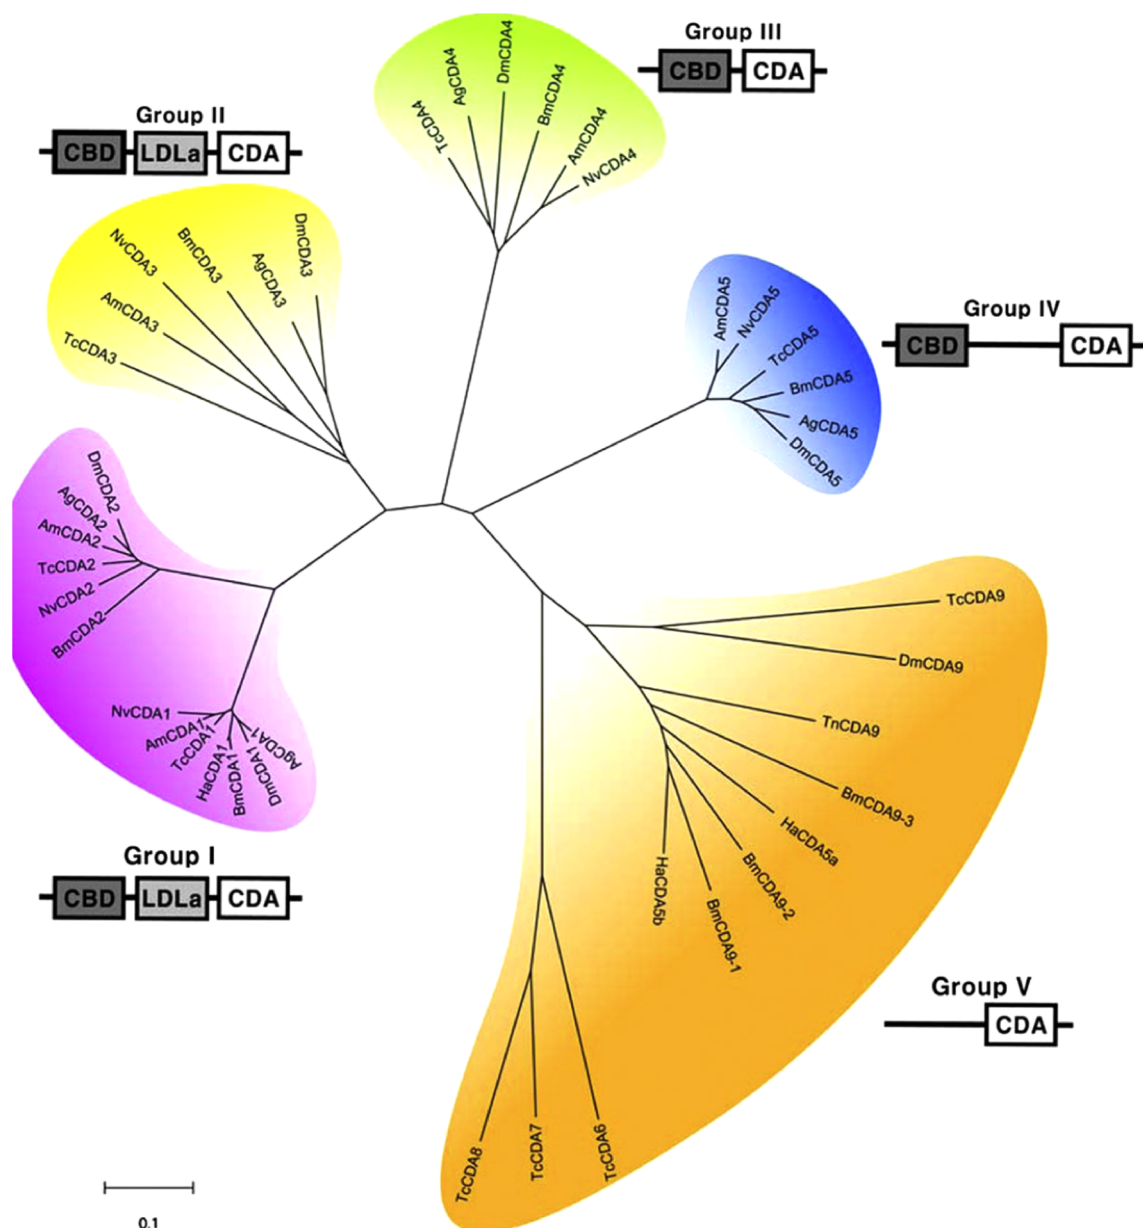 Group III
CBD CDA
Group II
CBD LDLa CDA
TcCDA4
AgCDA4
DmCDA4
BmCDA4
AmCDA4
NvCDA4
TcCDA3
AmCDA3
NvCDA3
BmCDA3
AgCDA3
DmCDA3
AmCDA5
NvCDA5
TcCDA5
BmCDA5
AgCDA5
DmCDA5
Group IV
CBD CDA
DmCDA2
AgCDA2
AmCDA2
TcCDA2
NvCDA2
BmCDA2
NvCDA1
AmCDA1
TcCDA1
HaCDA1
BmCDA1
DmCDA1
AgCDA1
Group I
CBD LDLa CDA
TcCDA9
DmCDA9
TnCDA9
BmCDA9-3
HaCDA5a
BmCDA9-2
BmCDA9-1
HaCDA5b
TcCDA6
TcCDA7
TcCDA8
Group V
CDA
0.1